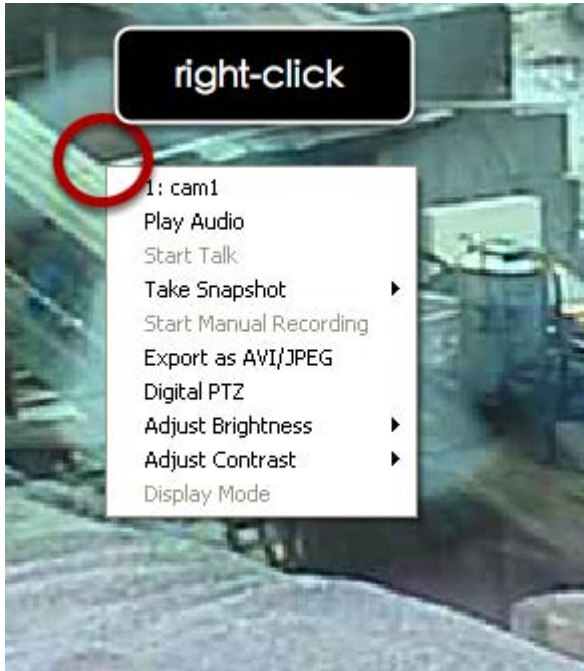 right-click
1: cam1
Play Audio
Start Talk
Take Snapshot
Start Manual Recording
Export as AVI/JPEG
Digital PTZ
Adjust Brightness
Adjust Contrast
Display Mode